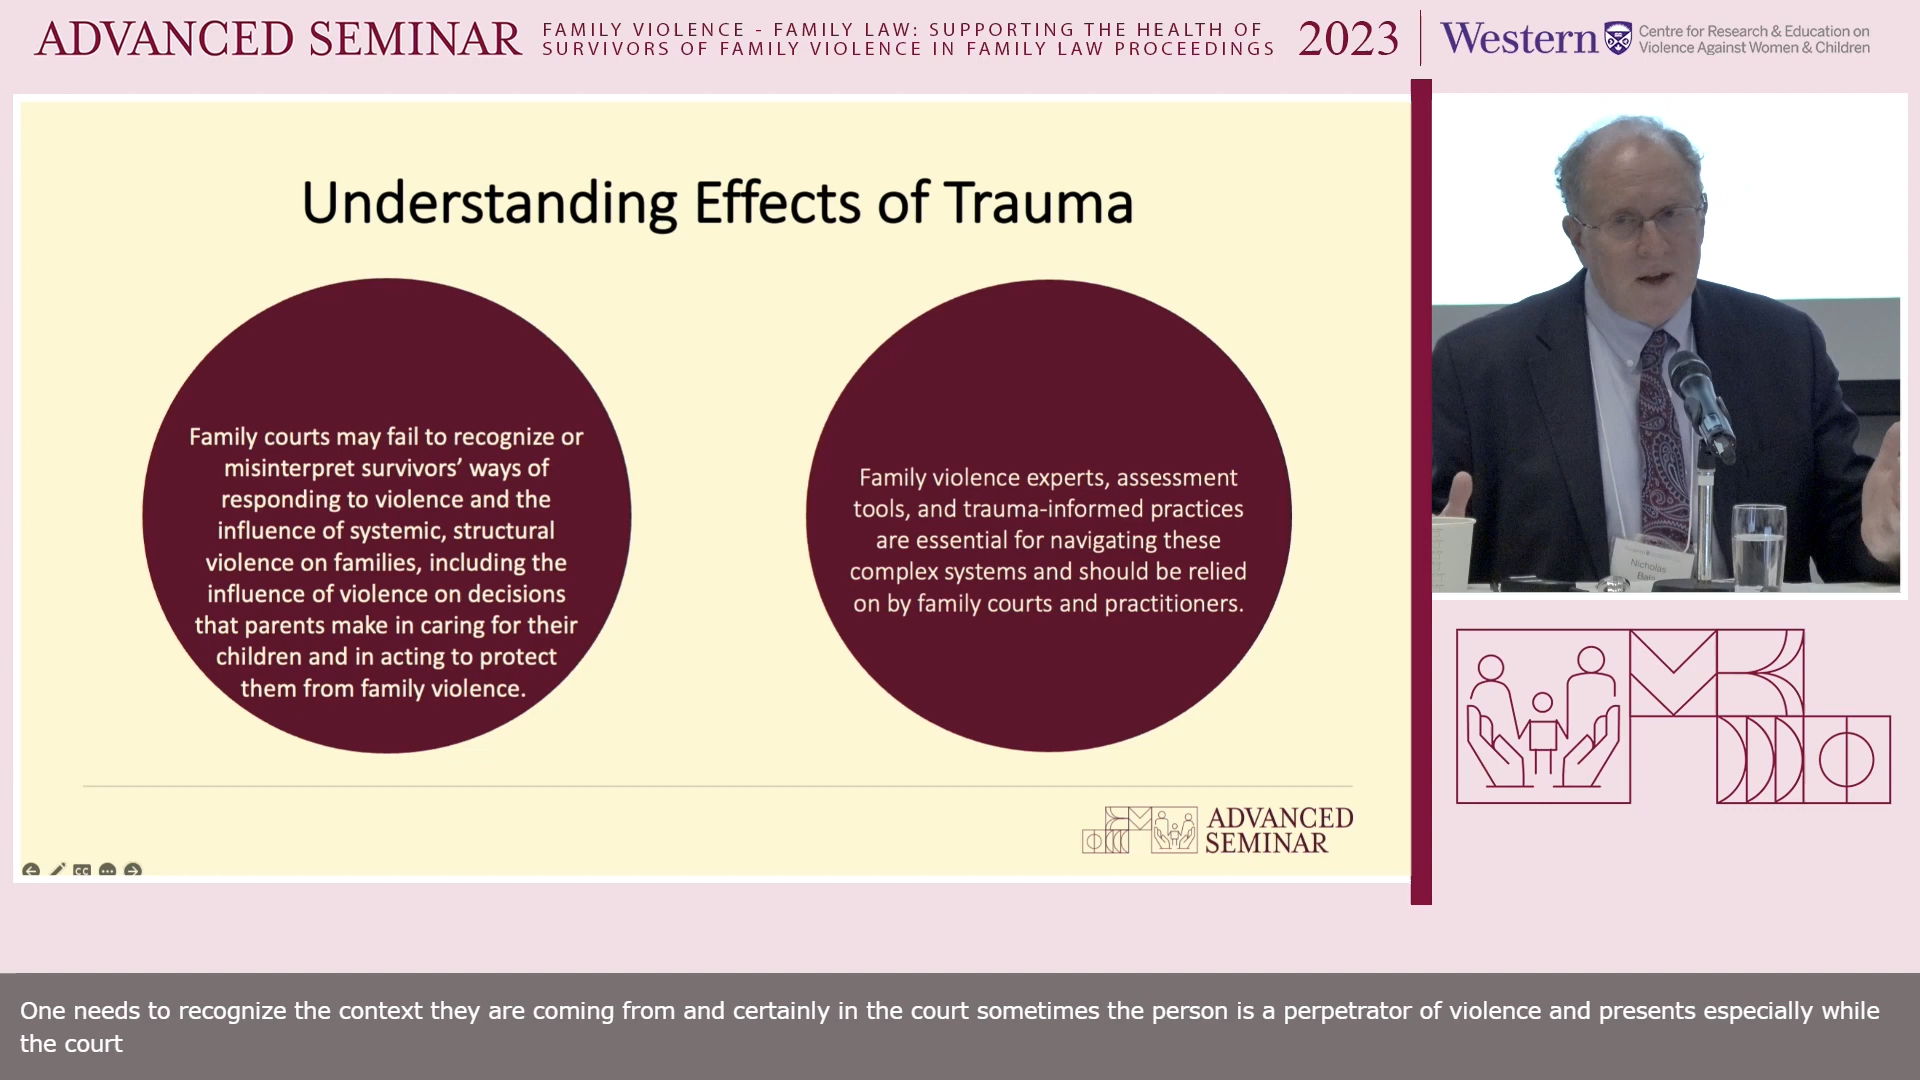 ADVANCED SEMINAR
FAMILY VIOLENCE - FAMILY LAW: SUPPORTING THE HEALTH OF
SURVIVORS OF FAMILY VIOLENCE IN FAMILY LAW PROCEEDINGS
2023
Western
Centre for Research & Education on
Violence Against Women & Children
Understanding Effects of Trauma
Family courts may fail to recognize or
misinterpret survivors’ ways of
responding to violence and the
influence of systemic, structural
violence on families, including the
influence of violence on decisions
that parents make in caring for their
children and in acting to protect
them from family violence.
Family violence experts, assessment
tools, and trauma-informed practices
are essential for navigating these
complex systems and should be relied
on by family courts and practitioners.
Nicholas
ADVANCED
SEMINAR
CC
One needs to recognize the context they are coming from and certainly in the court sometimes the person is a perpetrator of violence and presents especially while
the court